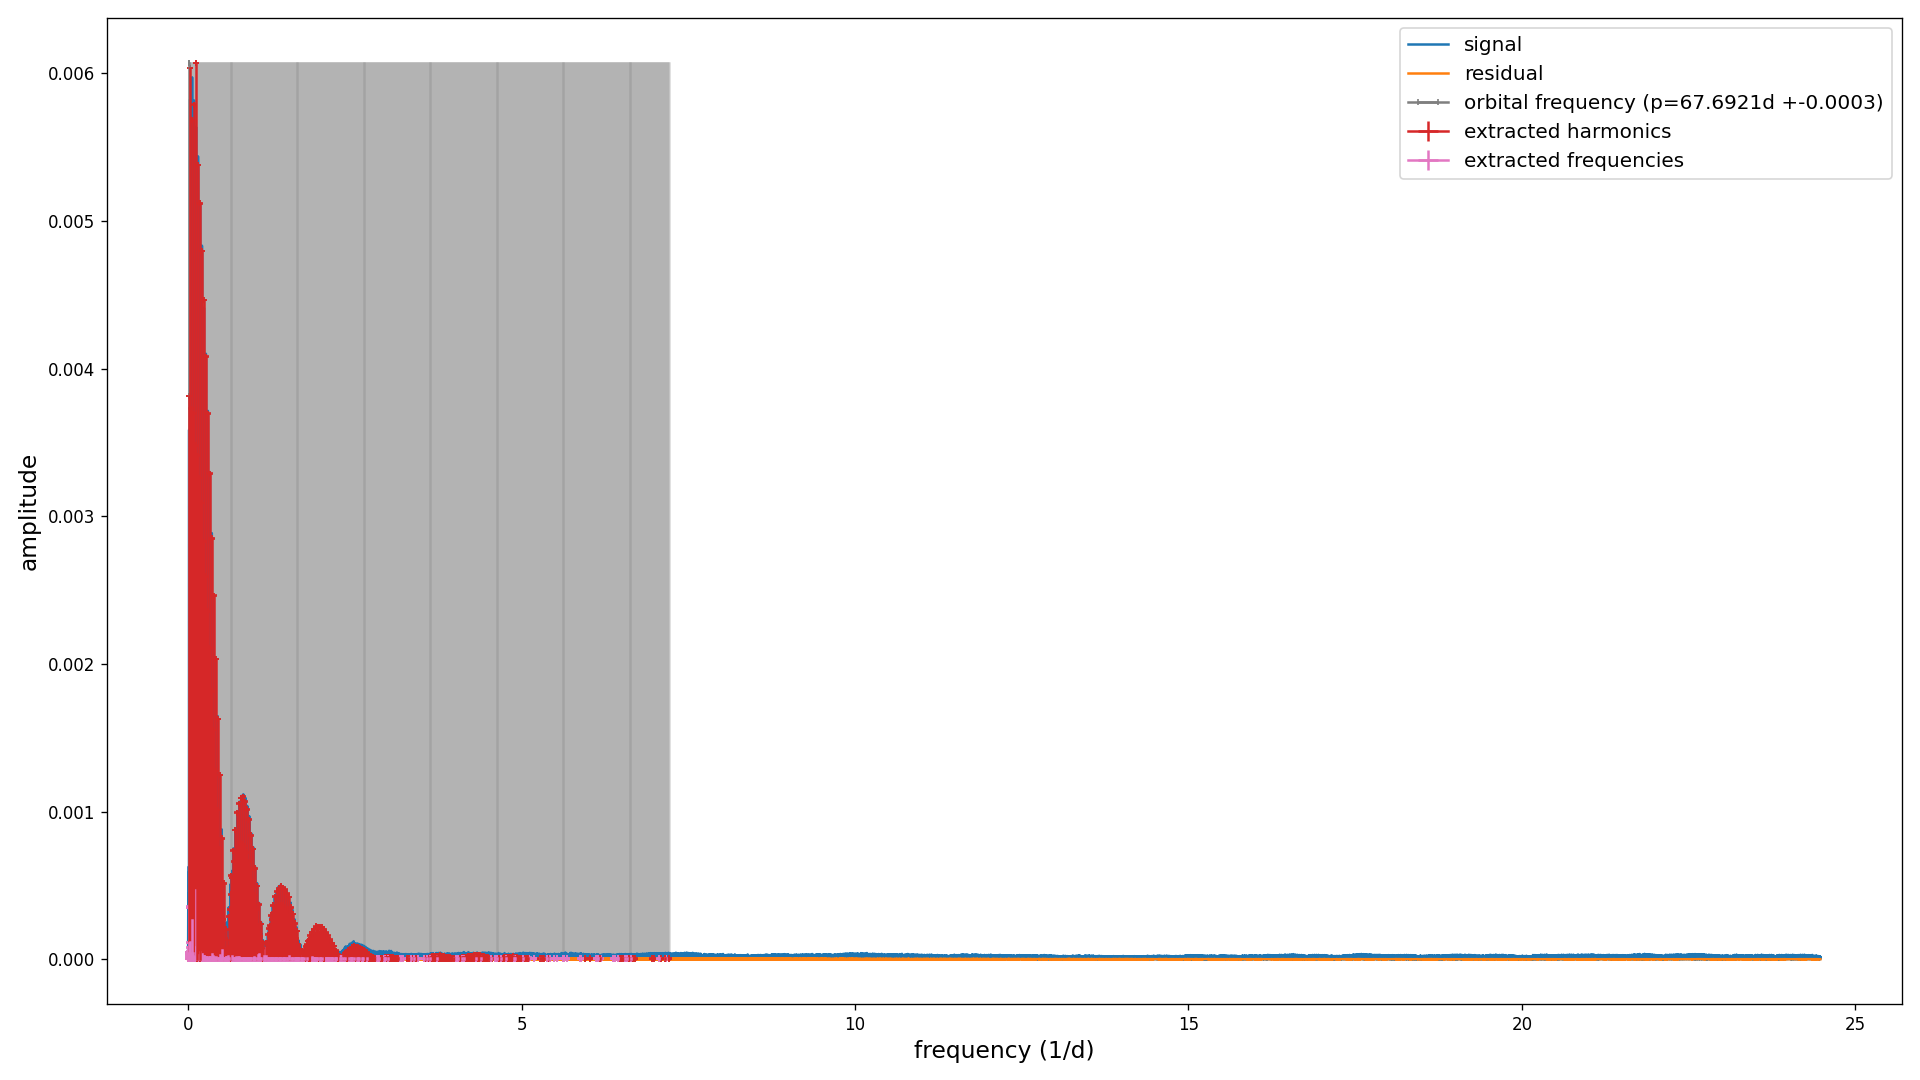 signal
residual
orbital frequency (p=67.6921d +-0.0003)
extracted harmonics
extracted frequencies
0.006
0.005
0.004
0.003
0.002
0.001
0.000
amplitude
0 5 10 15 20 25
frequency (1/d)